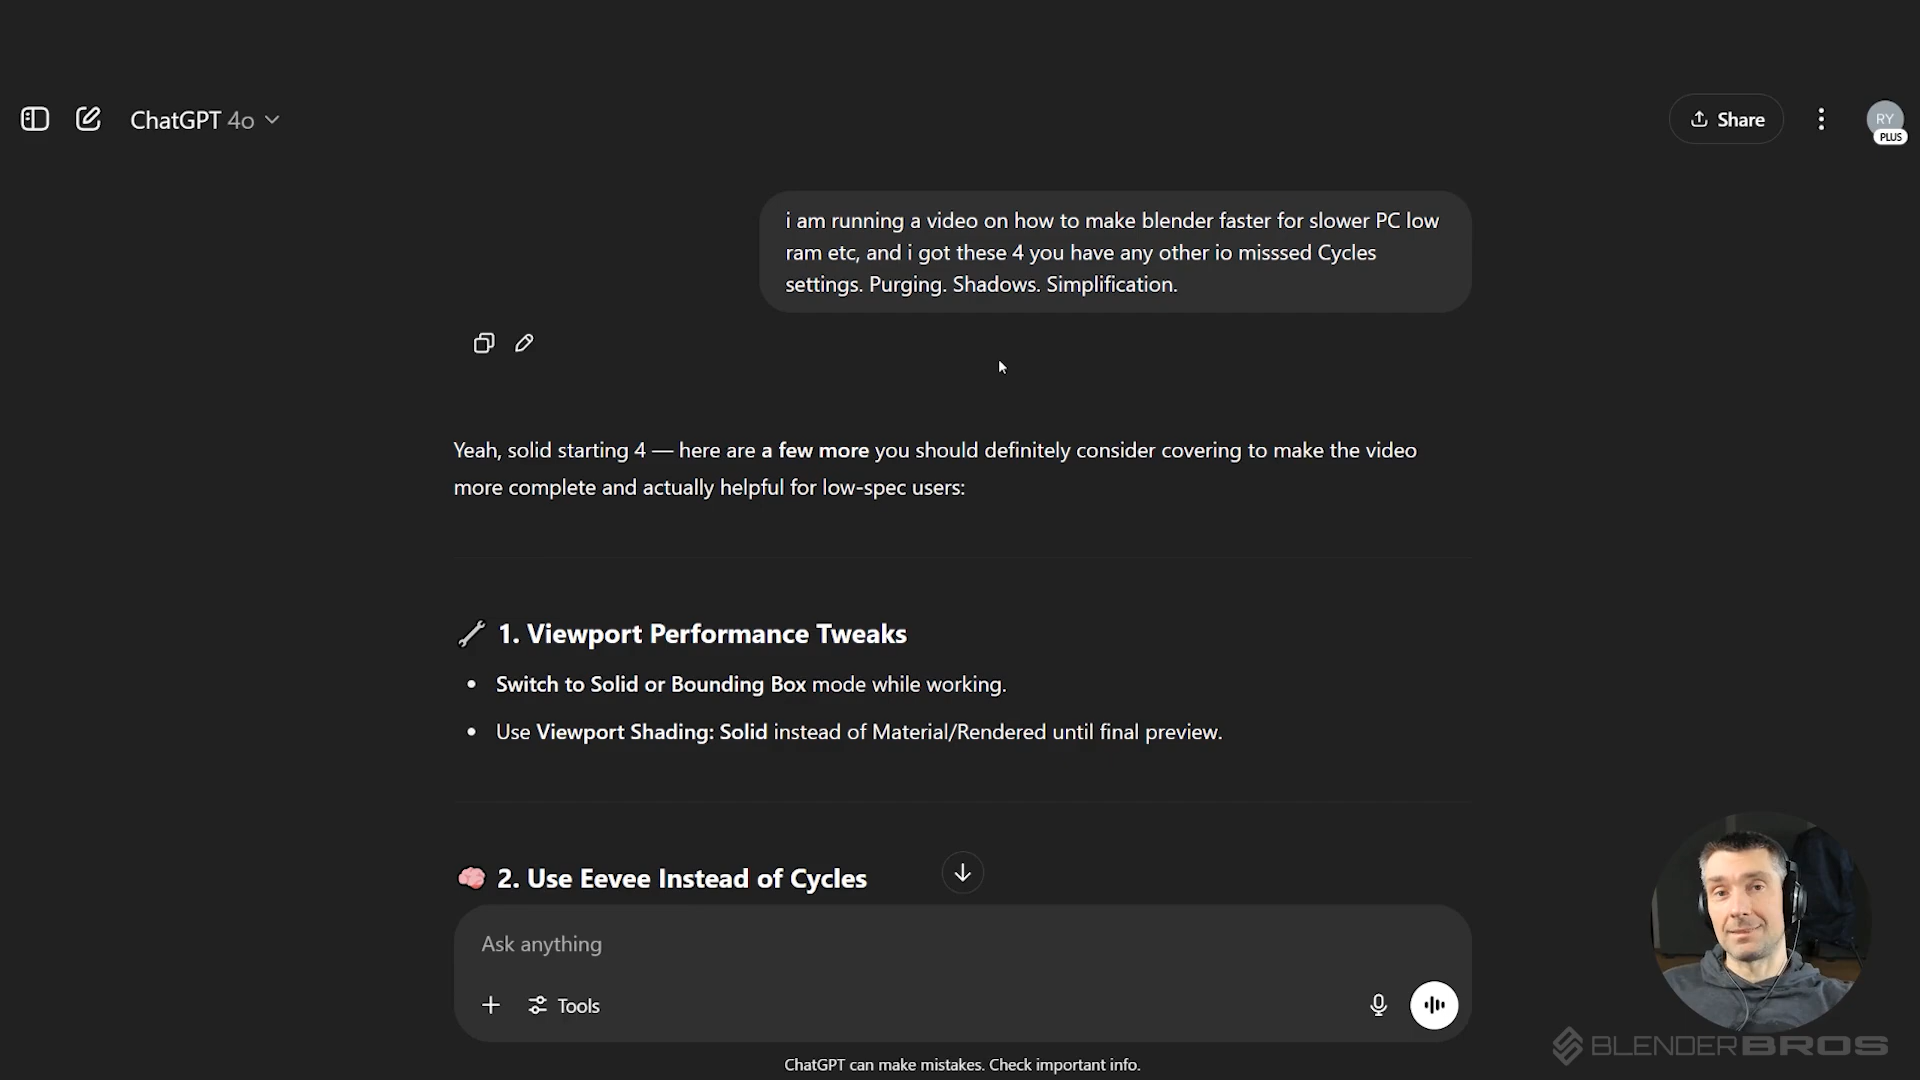 ChatGPT 4o
Share
RY
PLUS
i am running a video on how to make blender faster for slower PC low
ram etc, and i got these 4 you have any other io misssed Cycles
settings. Purging. Shadows. Simplification.
Yeah, solid starting 4 — here are a few more you should definitely consider covering to make the video
more complete and actually helpful for low-spec users:
1. Viewport Performance Tweaks
• Switch to Solid or Bounding Box mode while working.
• Use Viewport Shading: Solid instead of Material/Rendered until final preview.
2. Use Eevee Instead of Cycles
Ask anything
Tools
BLENDERBROS
ChatGPT can make mistakes. Check important info.